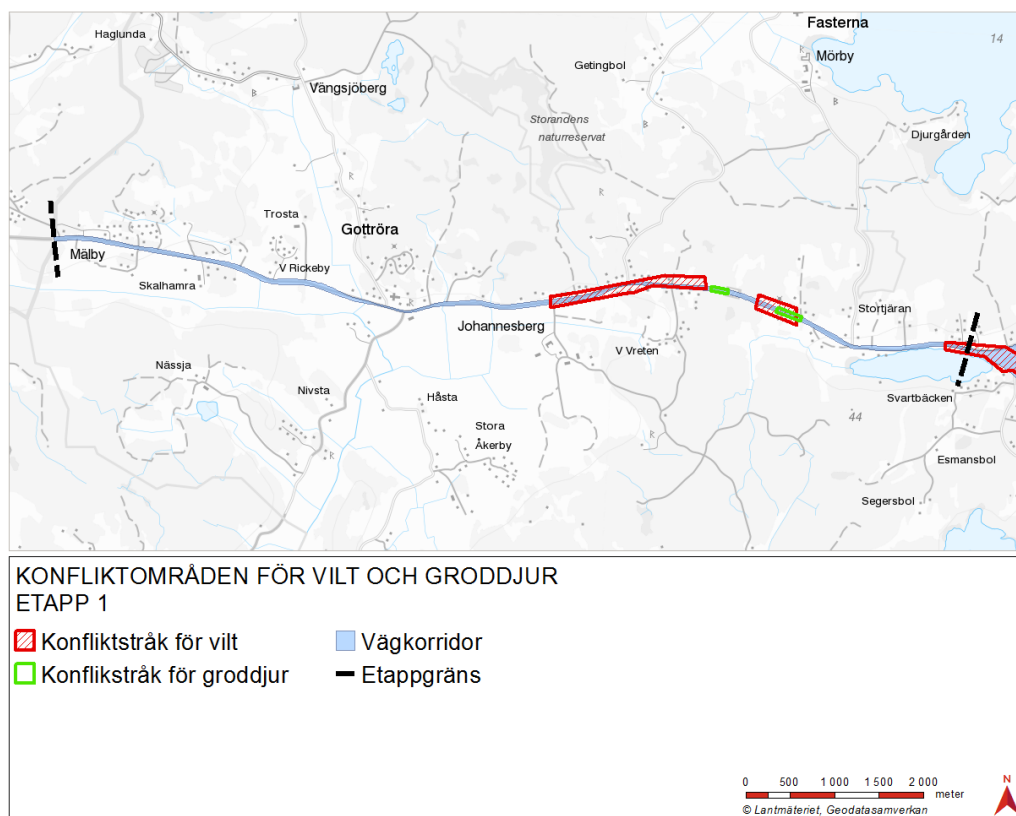 Haglunda
Vängsjöberg
Fasterna
Mörby
Getingbol
14
Storandens
naturreservat
Djurgården
Trosta
Gottröra
Mälby
V Rickeby
Skalhamra
Johannesberg
Stortjäran
V Vreten
Nässja
Nivsta
Håsta
Svartbäcken
44
Stora
Åkerby
Esmansbol
Segersbol
KONFLIKTOMRÅDEN FÖR VILT OCH GRODDJUR
ETAPP 1
Konfliktstråk för vilt
Vägkorridor
Konflikstråk för groddjur
Etappgräns
0 500 1 000 1 500 2 000
meter
N
© Lantmäteriet, Geodatasamverkan